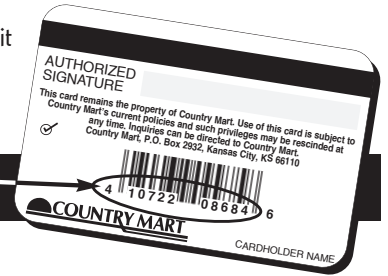 it
AUTHORIZED
SIGNATURE
This card remains the property of Country Mart. Use of this card is subject to
Country Mart's current policies and such privileges may be rescinded at
any time. Inquiries can be directed to Country Mart.
Country Mart, P.O. Box 2932, Kansas City, KS 66110
4 10722 08684 6
COUNTRY MART
CARDHOLDER NAME